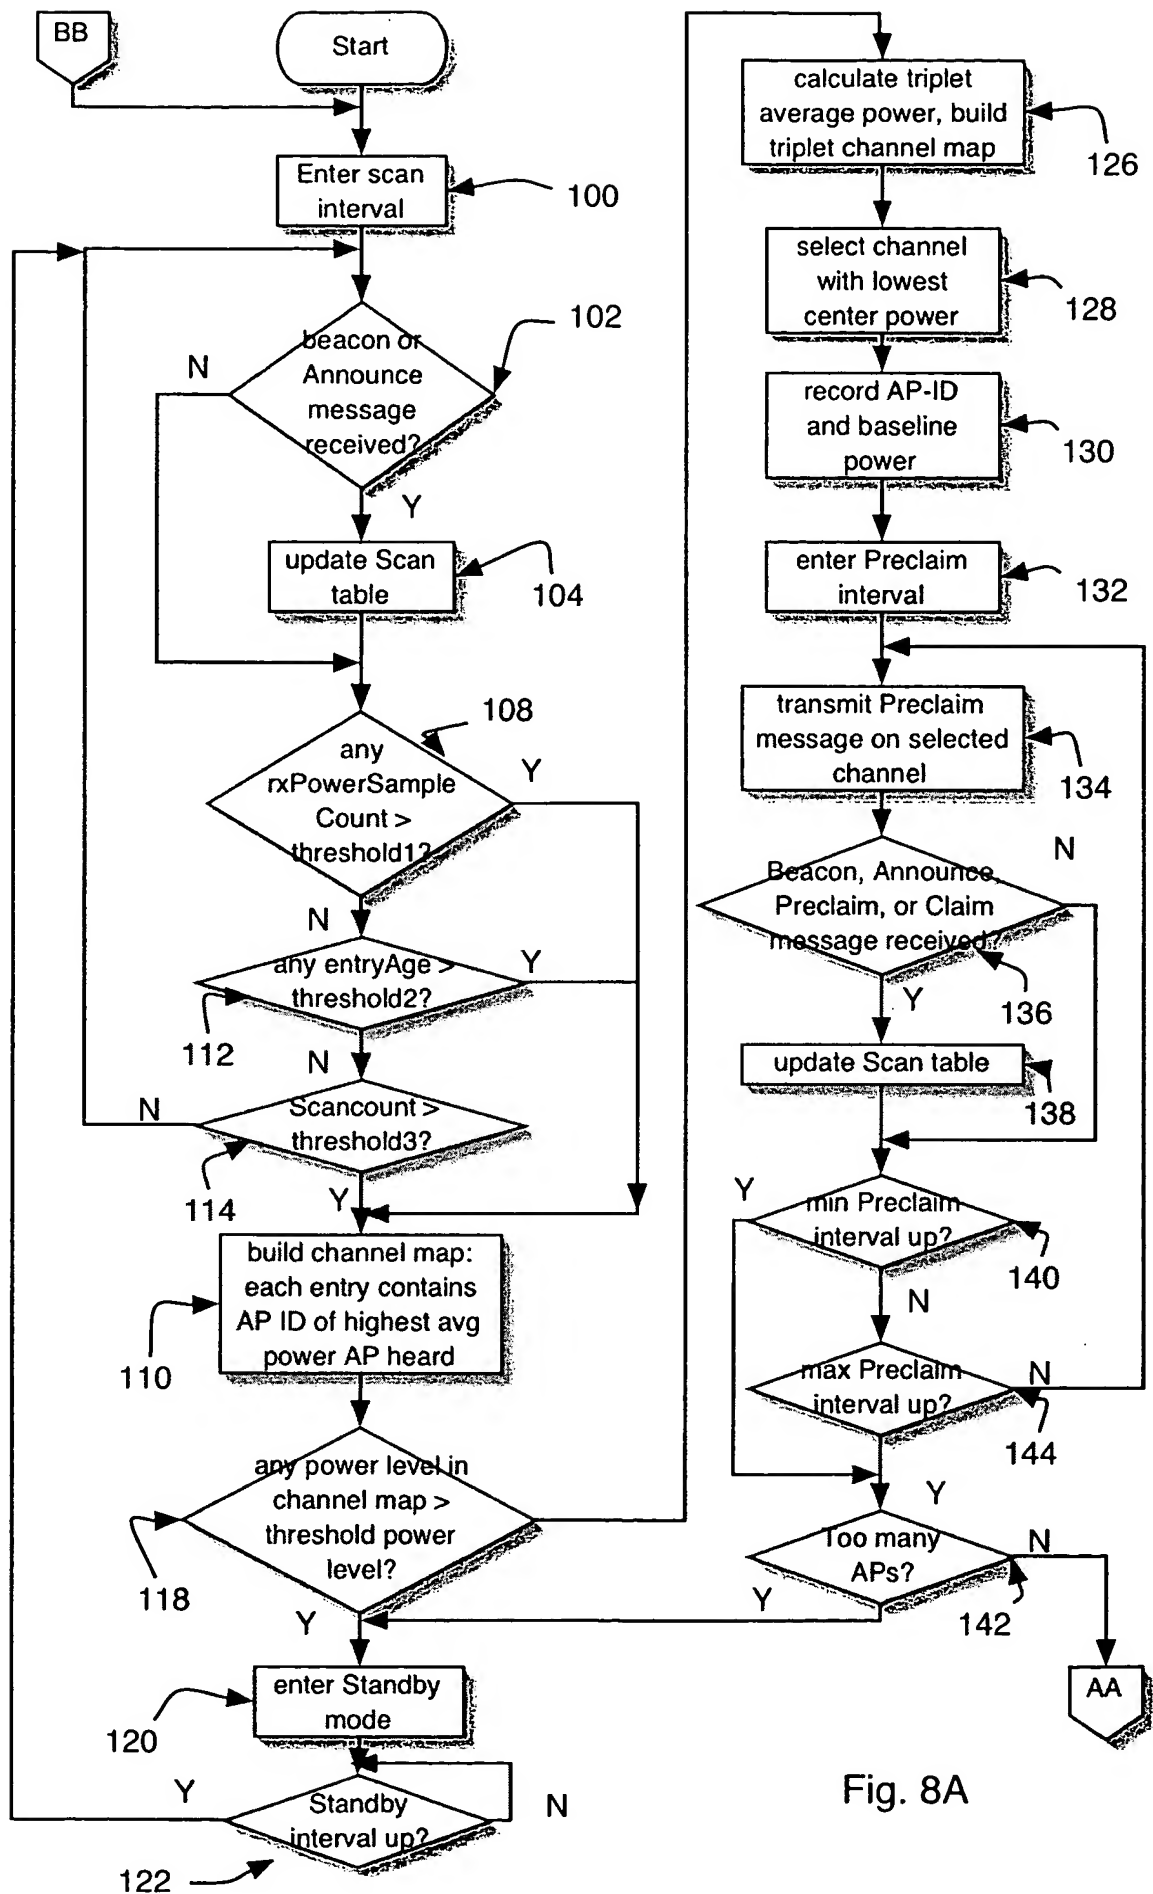 BB
Start
Enter scan
interval
100
beacon or
Announce
message
received?
102
N
Y
update Scan
table
104
any
rxPowerSample
Count >
threshold1?
108
Y
N
any entryAge >
threshold2?
Y
112
N
Scancount >
threshold3?
N
114
Y
build channel map:
each entry contains
AP ID of highest avg
power AP heard
110
any power level in
channel map >
threshold power
level?
118
Y
enter Standby
mode
120
Standby
interval up?
Y
N
122
calculate triplet
average power, build
triplet channel map
126
select channel
with lowest
center power
128
record AP-ID
and baseline
power
130
enter Preclaim
interval
132
transmit Preclaim
message on selected
channel
134
Beacon, Announce,
Preclaim, or Claim
message received?
N
136
Y
update Scan table
138
min Preclaim
interval up?
Y
140
N
max Preclaim
interval up?
N
144
Y
Too many
APs?
N
Y
142
AA
Fig. 8A